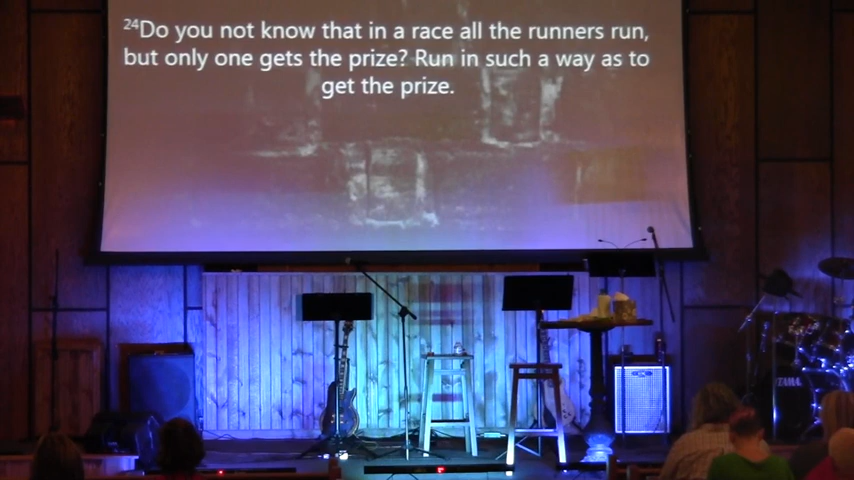 24Do you not know that in a race all the runners run,
but only one gets the prize? Run in such a way as to
get the prize.
TAMA